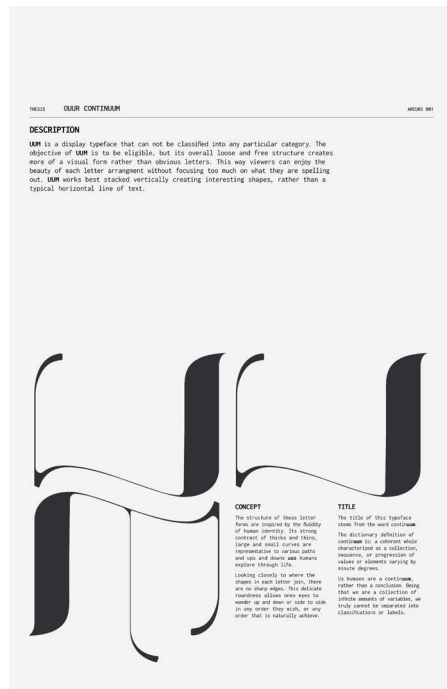 THESIS OUUR CONTINUUM ARCURI 001
DESCRIPTION
UUM is a display typeface that can not be classified into any particular category. The
objective of UUM is to be eligible, but its overall loose and free structure creates
more of a visual form rather than obvious letters. This way viewers can enjoy the
beauty of each letter arrangment without focusing too much on what they are spelling
out. UUM works best stacked vertically creating interesting shapes, rather than a
typical horizontal line of text.
CONCEPT
The structure of these letter
forms are inspired by the fluidity
of human identity. Its strong
contrast of thicks and thins,
large and small curves are
representative to various paths
and ups and downs uum humans
explore through life.
Looking closely to where the
shapes in each letter join, there
are no sharp edges. This delicate
roundness allows ones eyes to
wander up and down or side to side
in any order they wish, or any
order that is naturally achieve.
TITLE
The title of this typeface
stems from the word continuum.
The dictionary definition of
continuum is: a coherent whole
characterized as a collection,
sequence, or progression of
values or elements varying by
minute degrees.
Us humans are a continuum,
rather than a conclusion. Being
that we are a collection of
infinite amounts of variables, we
truly cannot be separated into
classifications or labels.